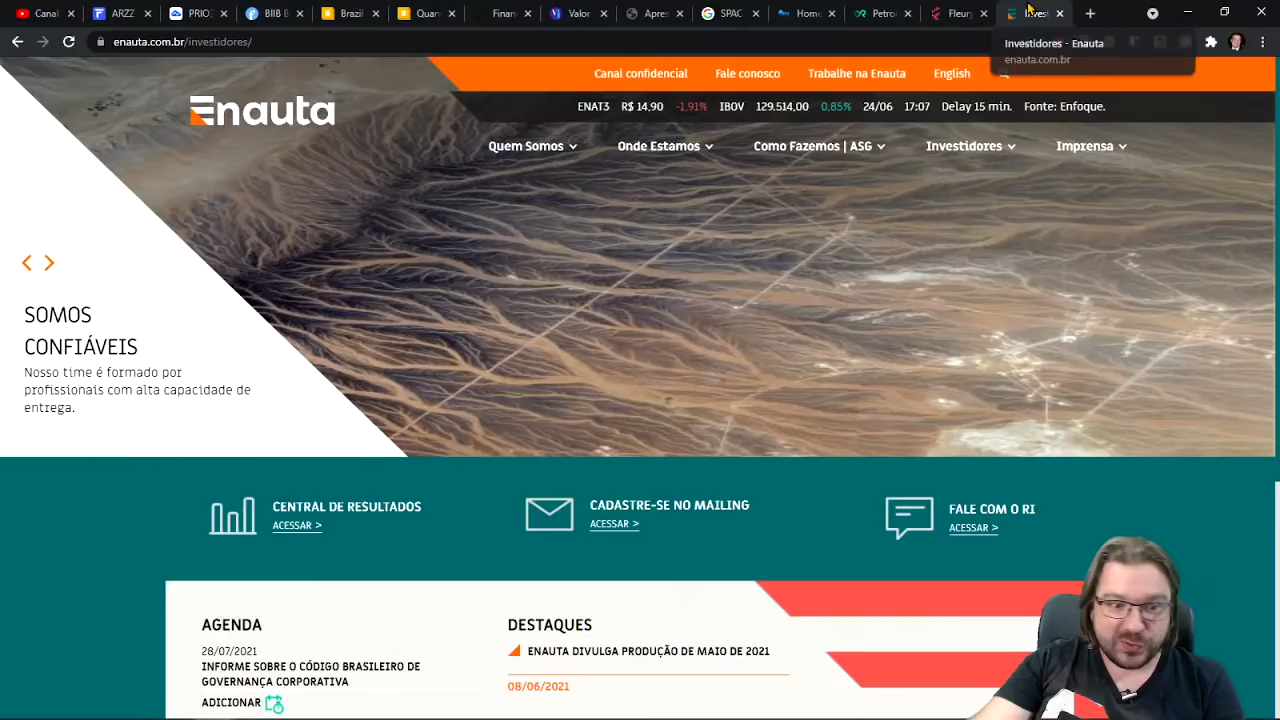 Canal
ARZZ
PRIO3
BIIB B
Brazil
Quan
Finan
Valor
Apres
SPAC
Home
Petro
Fleury
Invest
enauta.com.br/investidores/
Investidores - Enauta
enauta.com.br
Canal confidencial
Fale conosco
Trabalhe na Enauta
English
Enauta
ENAT3 R$ 14,90 -1,91% IBOV 129.514,00 0,85% 24/06 17:07 Delay 15 min. Fonte: Enfoque.
Quem Somos
Onde Estamos
Como Fazemos | ASG
Investidores
Imprensa
SOMOS
CONFIÁVEIS
Nosso time é formado por
profissionais com alta capacidade de
entrega.
CENTRAL DE RESULTADOS
ACESSAR >
CADASTRE-SE NO MAILING
ACESSAR >
FALE COM O RI
ACESSAR >
AGENDA
28/07/2021
INFORME SOBRE O CÓDIGO BRASILEIRO DE
GOVERNANÇA CORPORATIVA
ADICIONAR
DESTAQUES
ENAUTA DIVULGA PRODUÇÃO DE MAIO DE 2021
08/06/2021